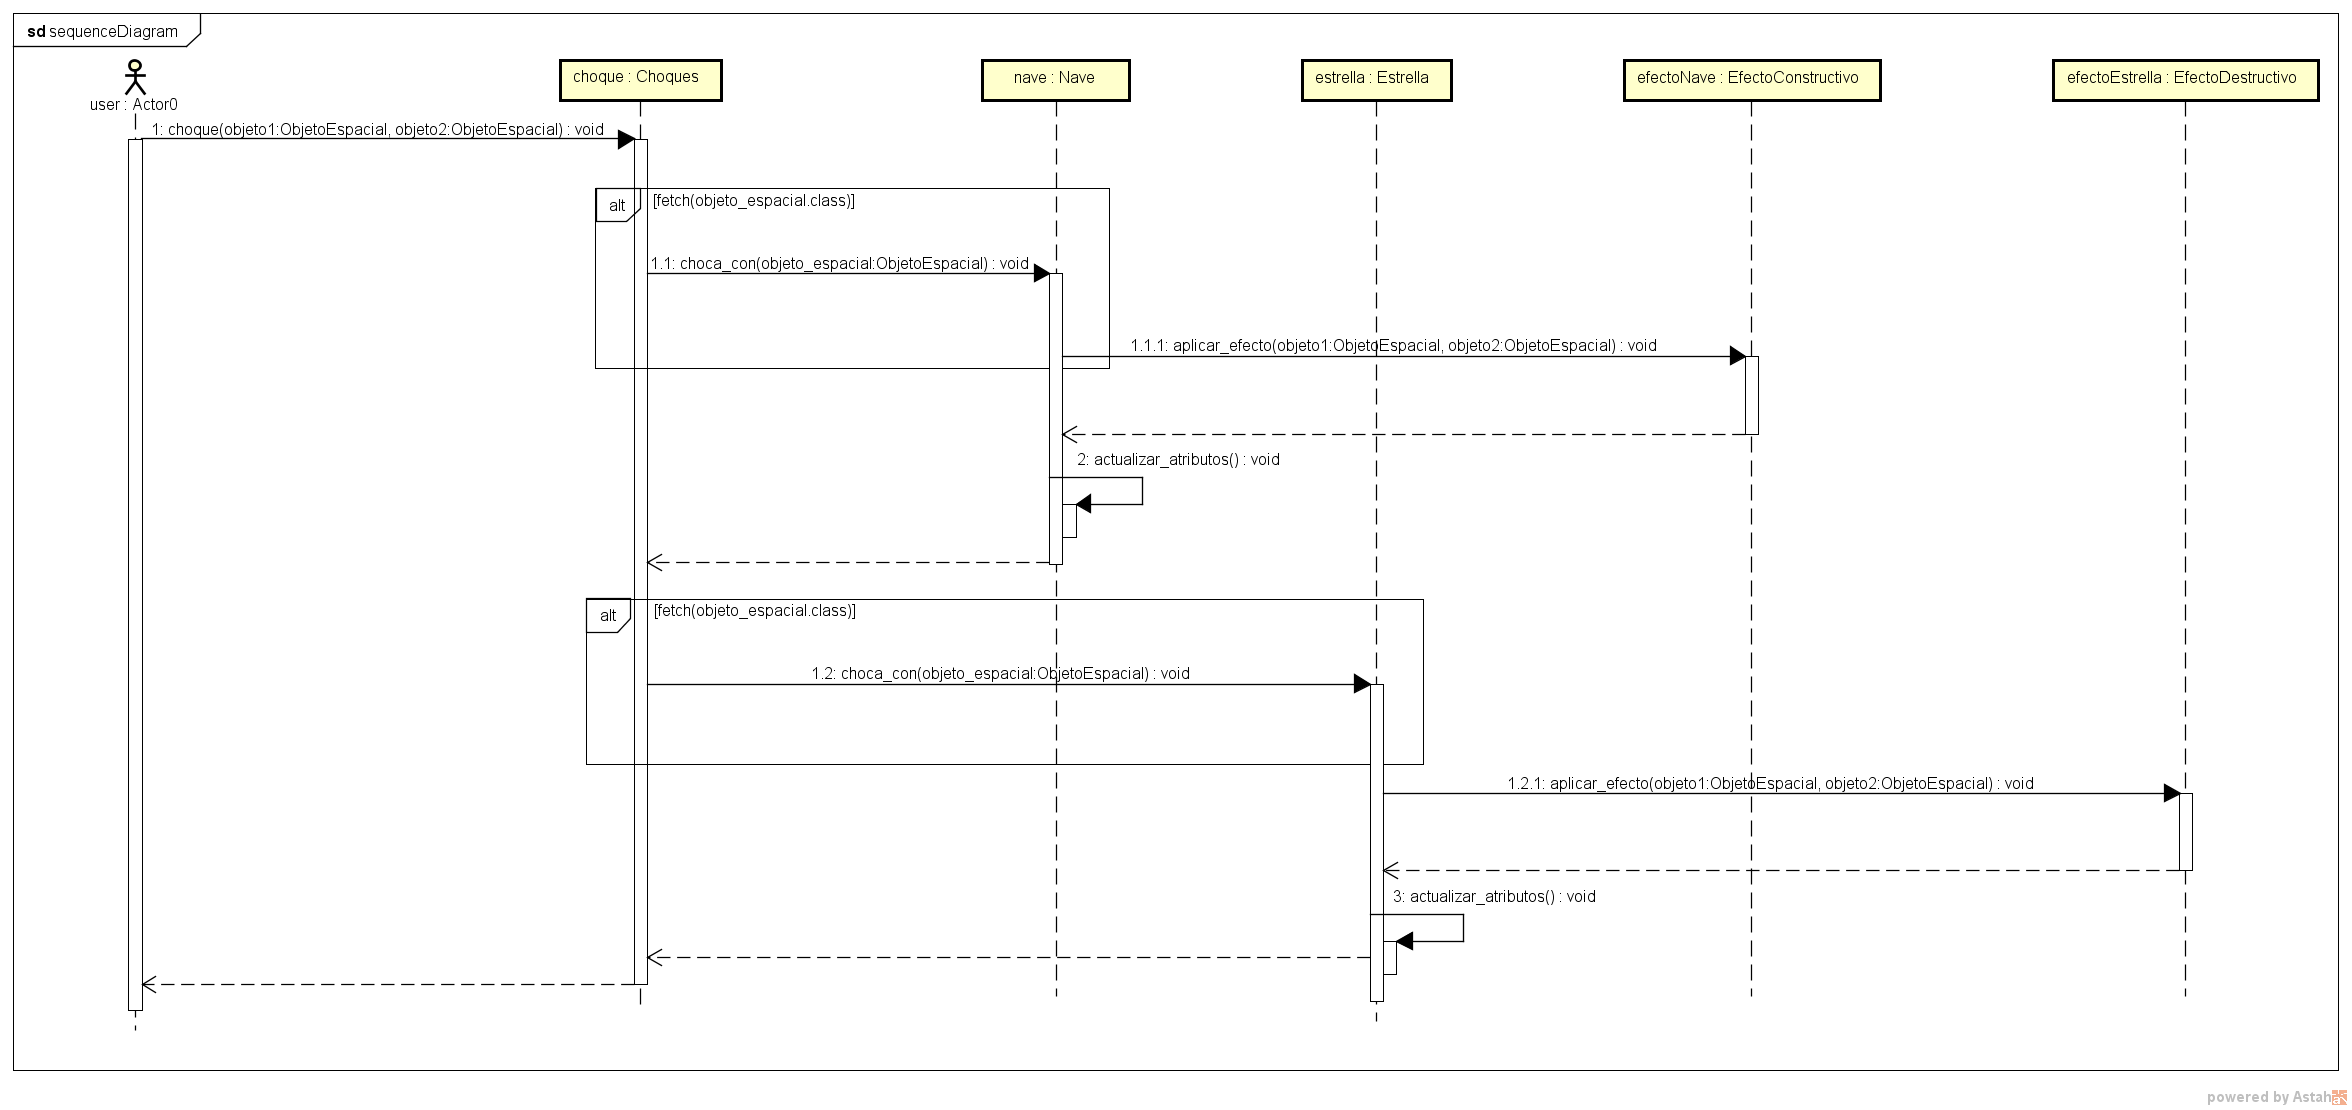 sd sequenceDiagram
user : Actor0
choque : Choques
nave : Nave
estrella : Estrella
efectoNave : EfectoConstructivo
efectoEstrella : EfectoDestructivo
1: choque(objeto1:ObjetoEspacial, objeto2:ObjetoEspacial) : void
alt
[fetch(objeto_espacial.class)]
1.1: choca_con(objeto_espacial:ObjetoEspacial) : void
1.1.1: aplicar_efecto(objeto1:ObjetoEspacial, objeto2:ObjetoEspacial) : void
2: actualizar_atributos() : void
alt
[fetch(objeto_espacial.class)]
1.2: choca_con(objeto_espacial:ObjetoEspacial) : void
1.2.1: aplicar_efecto(objeto1:ObjetoEspacial, objeto2:ObjetoEspacial) : void
3: actualizar_atributos() : void
powered by Astah